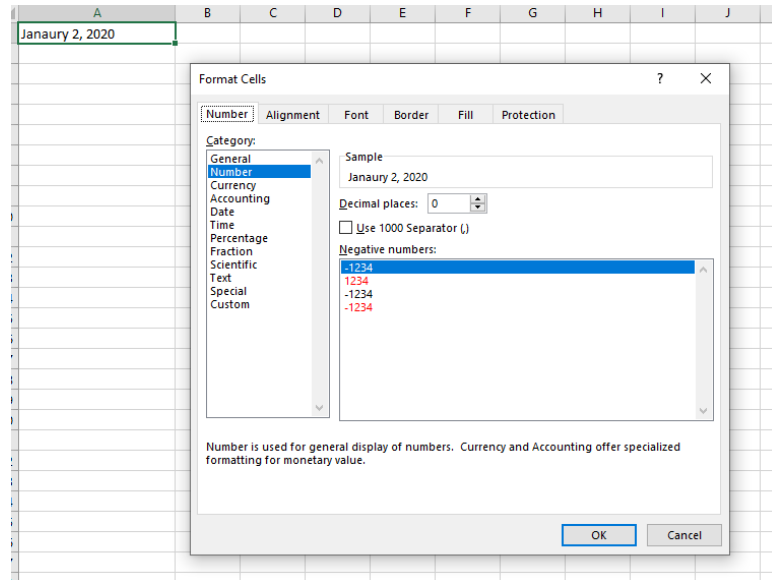 A B C D E F G H I J
Janaury 2, 2020
Format Cells ? X
Number Alignment Font Border Fill Protection
Category:
General
Number
Currency
Accounting
Date
Time
Percentage
Fraction
Scientific
Text
Special
Custom
Sample
Janaury 2, 2020
Decimal places: 0
Use 1000 Separator (,)
Negative numbers:
-1234
1234
-1234
-1234
Number is used for general display of numbers. Currency and Accounting offer specialized
formatting for monetary value.
OK Cancel